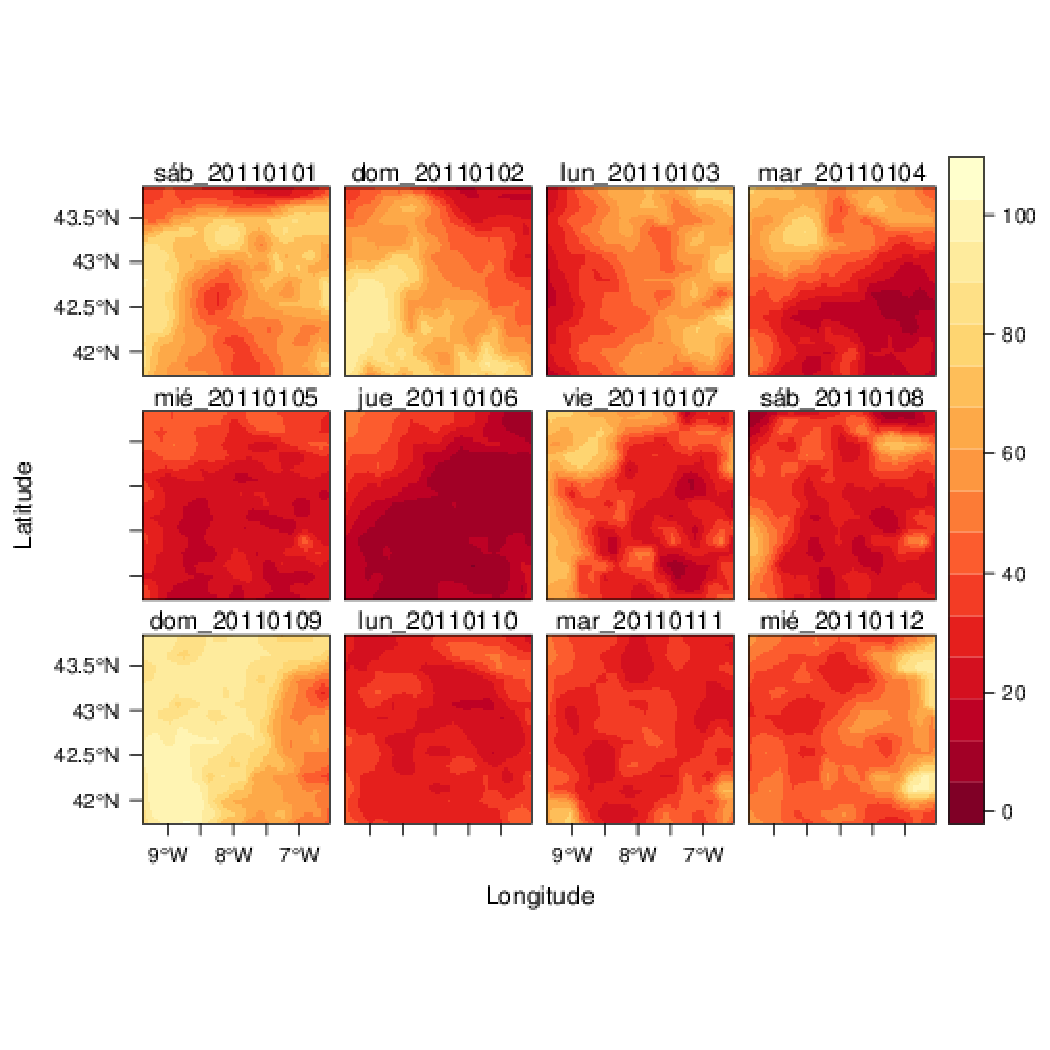 sáb_20110101 dom_20110102 lun_20110103 mar_20110104
43.5°N
43°N
42.5°N
42°N
mié_20110105 jue_20110106 vie_20110107 sáb_20110108
dom_20110109 lun_20110110 mar_20110111 mié_20110112
43.5°N
43°N
42.5°N
42°N
9°W 8°W 7°W 9°W 8°W 7°W
Longitude
Latitude
100
80
60
40
20
0